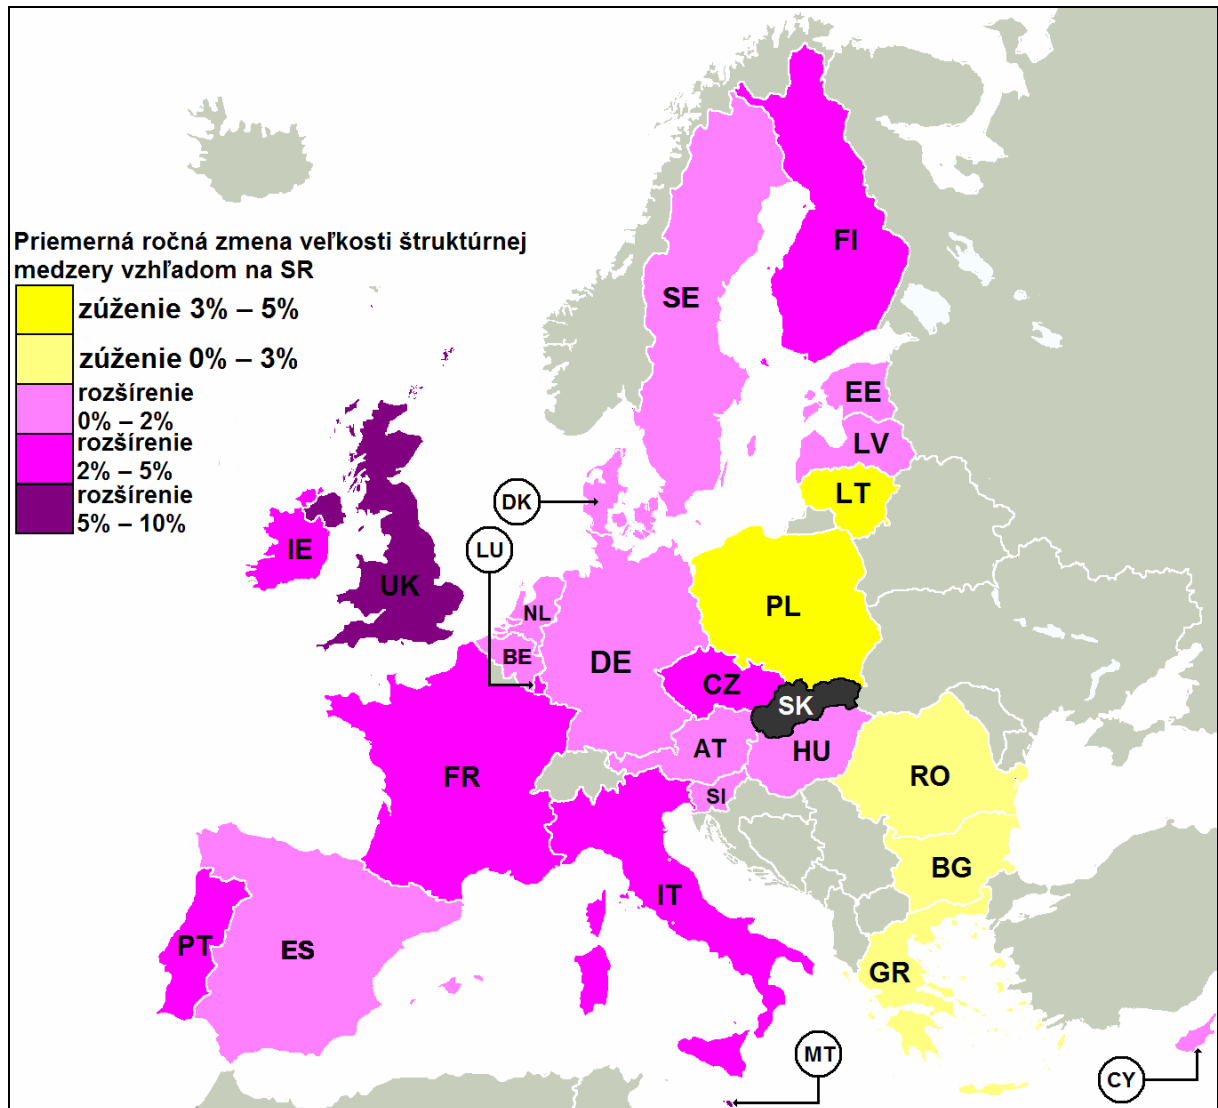 Priemerná ročná zmena veľkosti štruktúrnej
medzery vzhľadom na SR
zúženie 3% – 5%
zúženie 0% – 3%
rozšírenie
0% – 2%
rozšírenie
2% – 5%
rozšírenie
5% – 10%
FI
SE
EE
LV
LT
DK
LU
IE
UK
NL
BE
DE
PL
CZ
SK
AT
HU
SI
FR
RO
BG
IT
PT
ES
GR
MT
CY